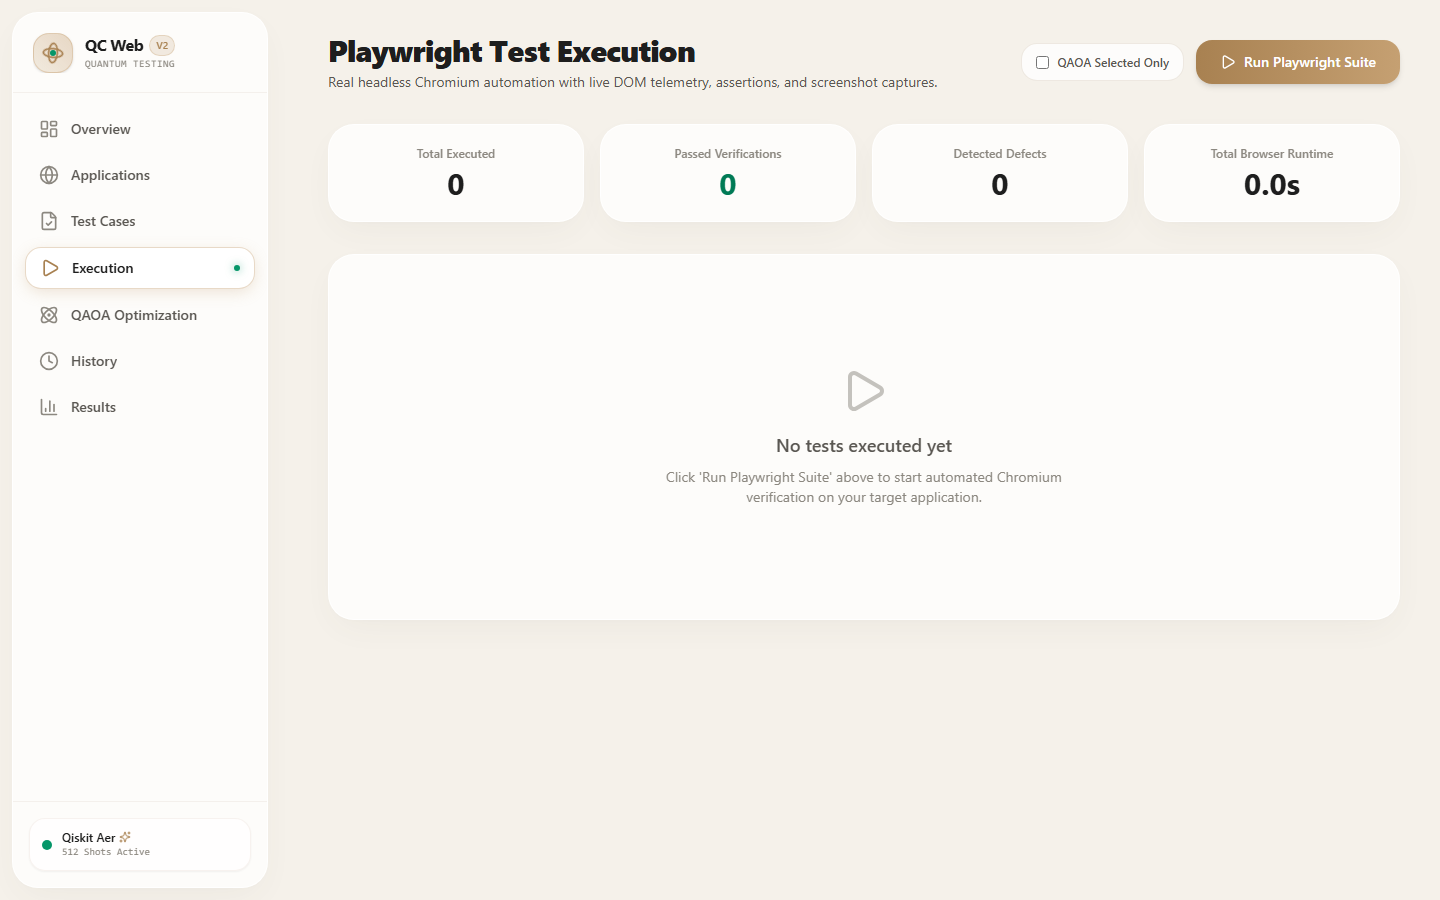 QC Web V2
QUANTUM TESTING
Overview
Applications
Test Cases
Execution
QAOA Optimization
History
Results
Qiskit Aer
512 Shots Active
Playwright Test Execution
Real headless Chromium automation with live DOM telemetry, assertions, and screenshot captures.
QAOA Selected Only
Run Playwright Suite
Total Executed
0
Passed Verifications
0
Detected Defects
0
Total Browser Runtime
0.0s
No tests executed yet
Click 'Run Playwright Suite' above to start automated Chromium
verification on your target application.